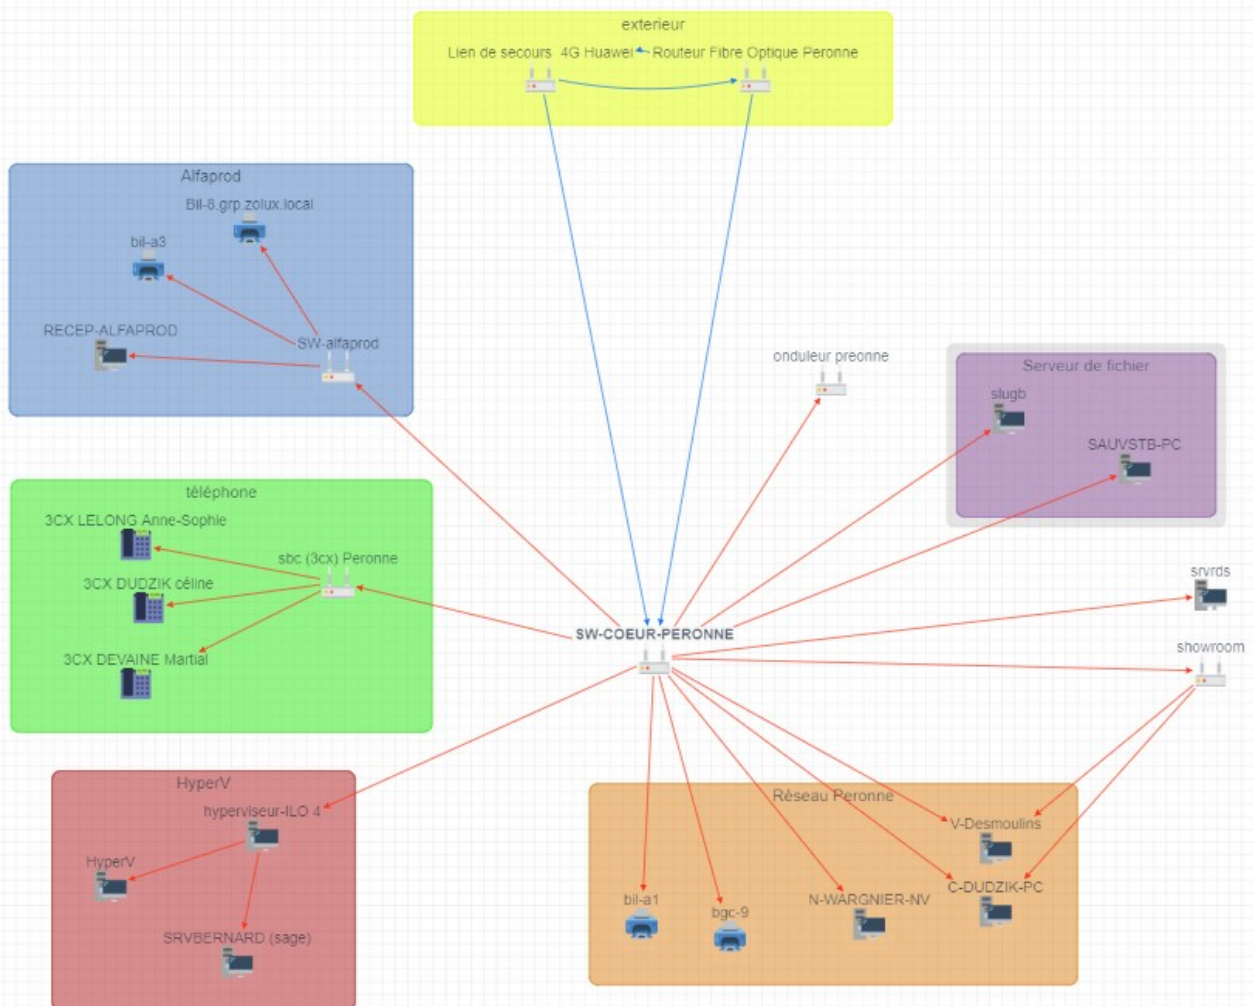 exterieur
Lien de secours 4G Huawei Routeur Fibre Optique Peronne
Alfaprod
Bil-8.grp.zolux.local
bil-a3
RECEP-ALFAPROD
SW-alfaprod
onduleur preonne
Serveur de fichier
slugb
SAUVSTB-PC
téléphone
3CX LELONG Anne-Sophie
sbc (3cx) Peronne
3CX DUDZIK céline
3CX DEVAINE Martial
srvrds
SW-COEUR-PERONNE
showroom
HyperV
hyperviseur-ILO 4
HyperV
SRVBERNARD (sage)
Réseau Peronne
V-Desmoulins
C-DUDZIK-PC
bil-a1
bgc-9
N-WARGNIER-NV